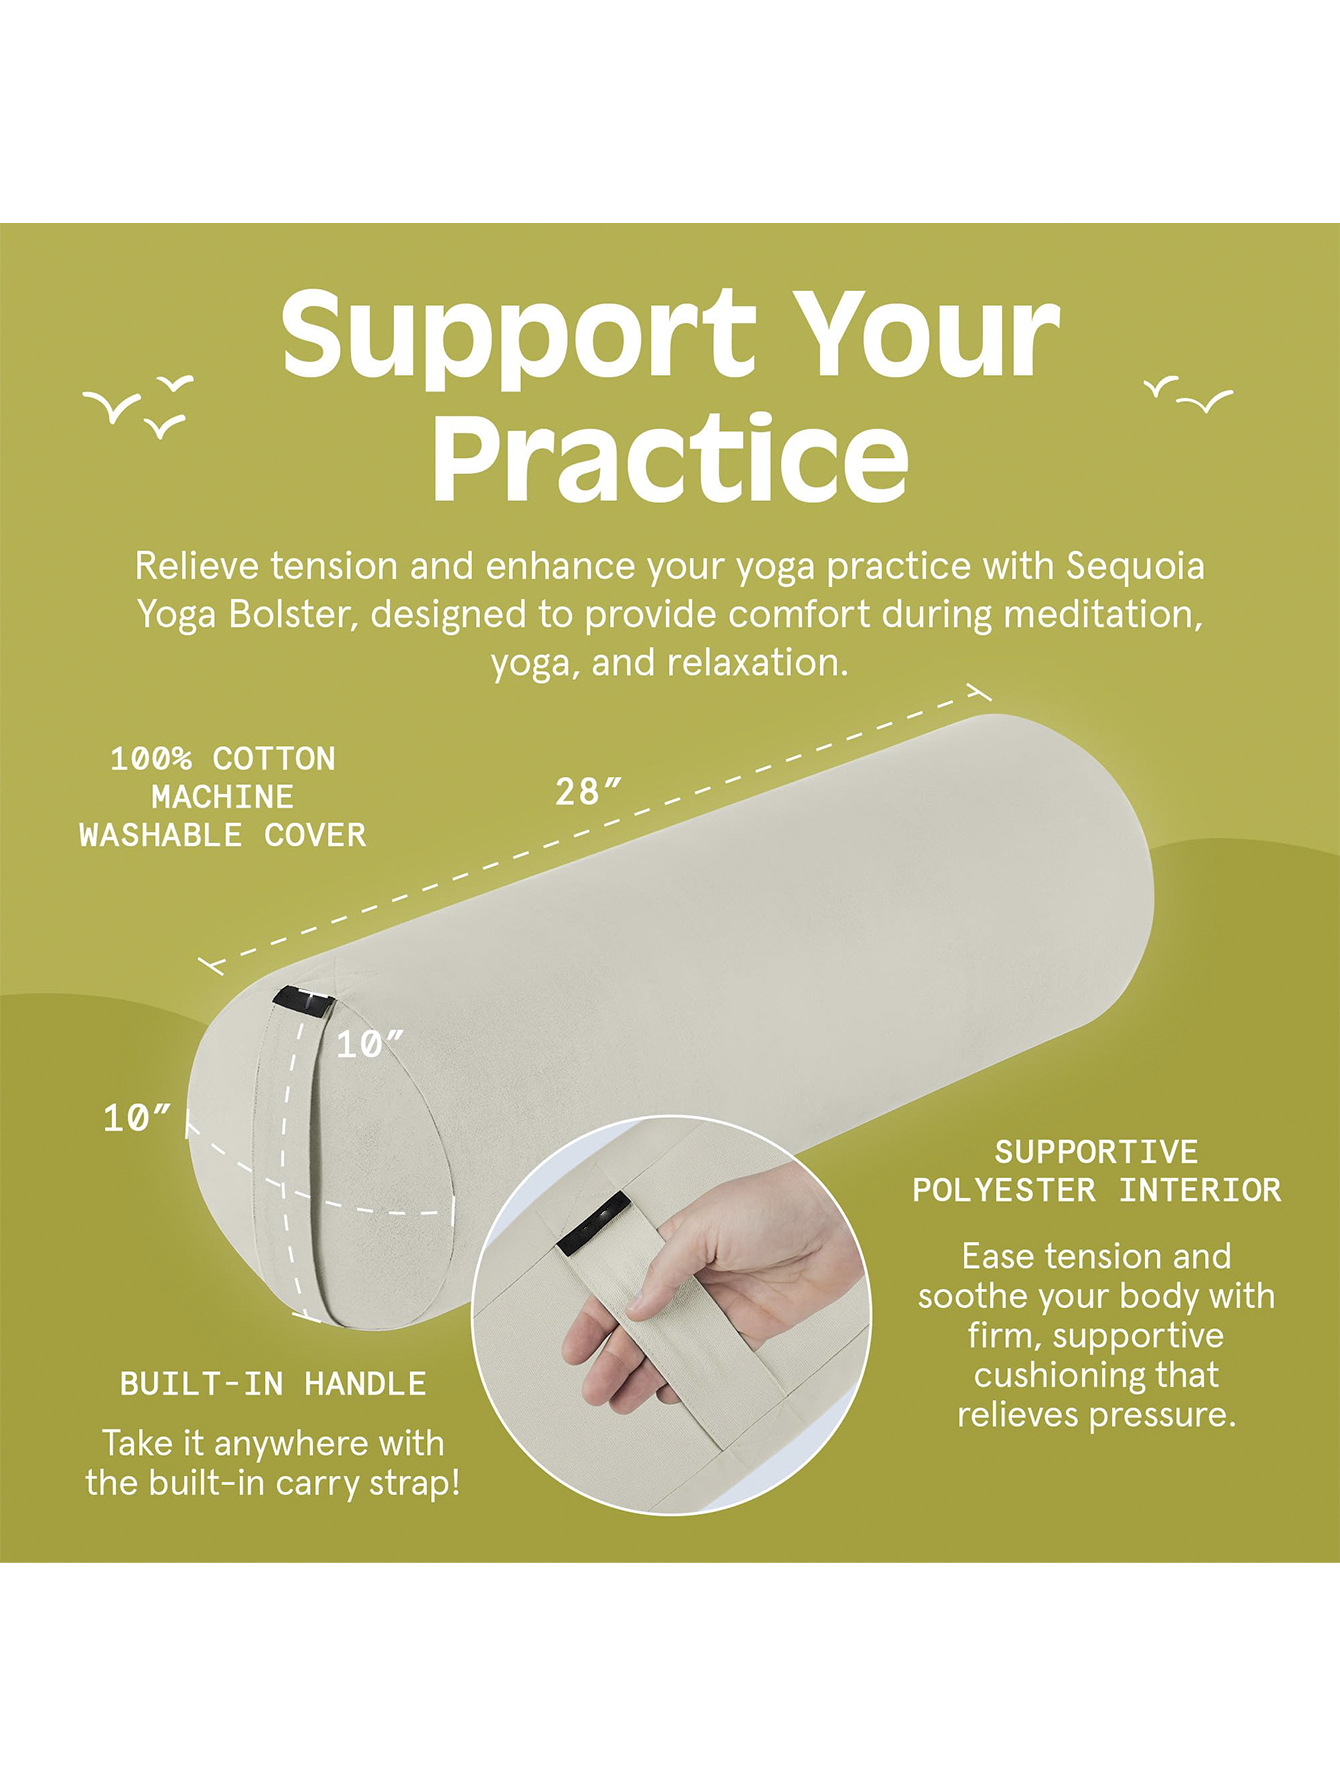 Support Your
Practice
Relieve tension and enhance your yoga practice with Sequoia
Yoga Bolster, designed to provide comfort during meditation,
yoga, and relaxation.
100% COTTON
MACHINE
WASHABLE COVER
28″
10″
10″
SUPPORTIVE
POLYESTER INTERIOR
Ease tension and
soothe your body with
firm, supportive
cushioning that
relieves pressure.
BUILT-IN HANDLE
Take it anywhere with
the built-in carry strap!